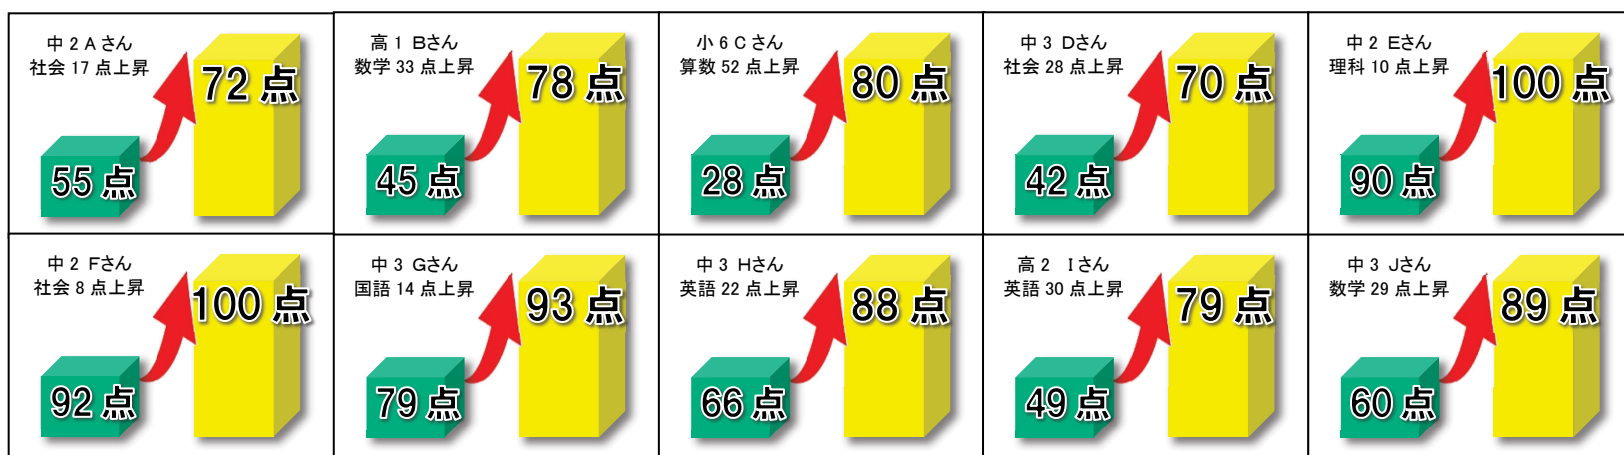 中２Ａさん
社会 17 点上昇
72 点
55 点
高１ Bさん
数学 33 点上昇
78 点
45 点
小６Ｃさん
算数 52 点上昇
80 点
28 点
中３ Dさん
社会 28 点上昇
70 点
42 点
中２ Eさん
理科 10 点上昇
100 点
90 点
中２ Fさん
社会 8 点上昇
100 点
92 点
中３ Gさん
国語 14 点上昇
93 点
79 点
中３ Hさん
英語 22 点上昇
88 点
66 点
高２　Ｉさん
英語 30 点上昇
79 点
49 点
中３ Jさん
数学 29 点上昇
89 点
60 点